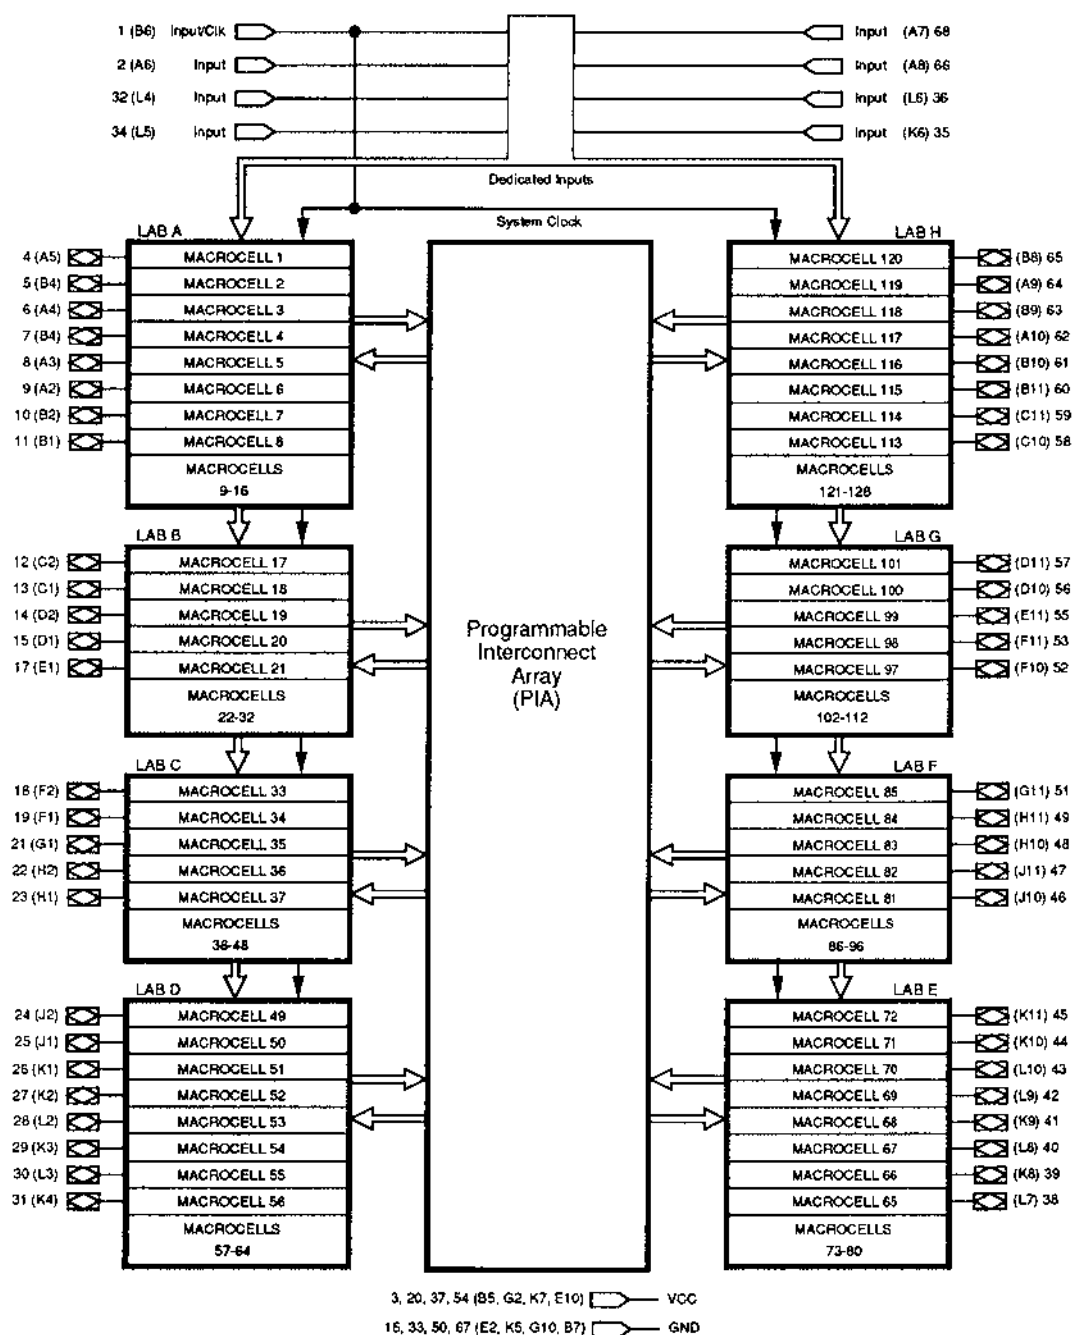 1 (B6) Input/Clk Input (A7) 68
2 (A6) Input Input (A8) 66
32 (L4) Input Input (L6) 36
34 (L5) Input Input (K6) 35
Dedicated Inputs
System Clock
LAB A LAB H
4 (A5) MACROCELL 1 MACROCELL 120 (B8) 65
5 (B4) MACROCELL 2 MACROCELL 119 (A9) 64
6 (A4) MACROCELL 3 MACROCELL 118 (B9) 63
7 (B4) MACROCELL 4 MACROCELL 117 (A10) 62
8 (A3) MACROCELL 5 MACROCELL 116 (B10) 61
9 (A2) MACROCELL 6 MACROCELL 115 (B11) 60
10 (B2) MACROCELL 7 MACROCELL 114 (C11) 59
11 (B1) MACROCELL 8 MACROCELL 113 (C10) 58
MACROCELLS MACROCELLS
9-16 121-128
LAB B LAB G
12 (C2) MACROCELL 17 MACROCELL 101 (D11) 57
13 (C1) MACROCELL 18 MACROCELL 100 (D10) 56
14 (D2) MACROCELL 19 MACROCELL 99 (E11) 55
15 (D1) MACROCELL 20 MACROCELL 98 (F11) 53
17 (E1) MACROCELL 21 MACROCELL 97 (F10) 52
MACROCELLS MACROCELLS
22-32 102-112
Programmable
Interconnect
Array
(PIA)
LAB C LAB F
18 (F2) MACROCELL 33 MACROCELL 85 (G11) 51
19 (F1) MACROCELL 34 MACROCELL 84 (H11) 49
21 (G1) MACROCELL 35 MACROCELL 83 (H10) 48
22 (H2) MACROCELL 36 MACROCELL 82 (J11) 47
23 (H1) MACROCELL 37 MACROCELL 81 (J10) 46
MACROCELLS MACROCELLS
38-48 86-96
LAB D LAB E
24 (J2) MACROCELL 49 MACROCELL 72 (K11) 45
25 (J1) MACROCELL 50 MACROCELL 71 (K10) 44
26 (K1) MACROCELL 51 MACROCELL 70 (L10) 43
27 (K2) MACROCELL 52 MACROCELL 69 (L9) 42
28 (L2) MACROCELL 53 MACROCELL 68 (K9) 41
29 (K3) MACROCELL 54 MACROCELL 67 (L8) 40
30 (L3) MACROCELL 55 MACROCELL 66 (K8) 39
31 (K4) MACROCELL 56 MACROCELL 65 (L7) 38
MACROCELLS MACROCELLS
57-64 73-80
3, 20, 37, 54 (B5, G2, K7, E10) VCC
16, 33, 50, 67 (E2, K5, G10, B7) GND